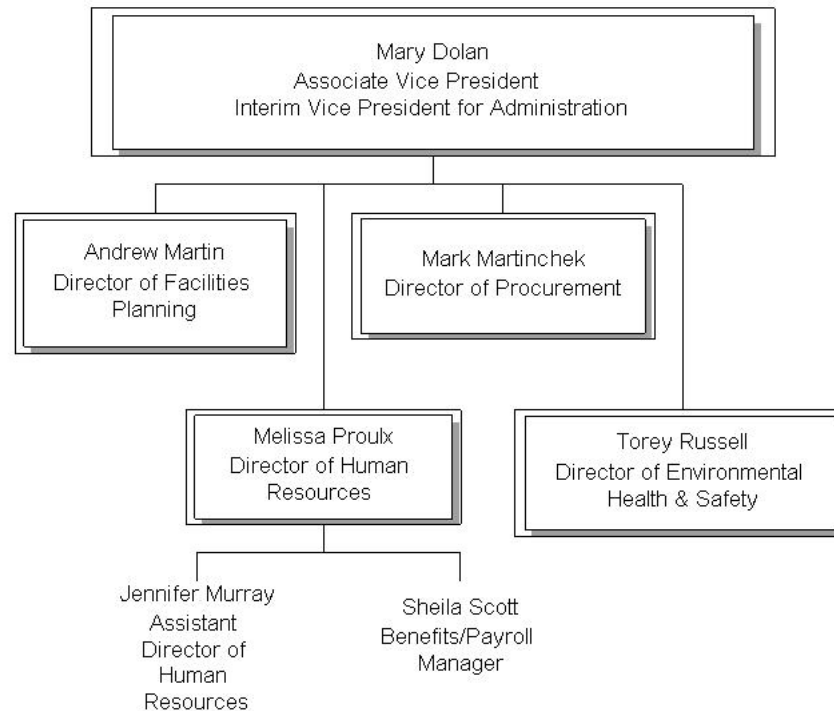 Mary Dolan
Associate Vice President
Interim Vice President for Administration
Andrew Martin
Director of Facilities
Planning
Mark Martinchek
Director of Procurement
Melissa Proulx
Director of Human
Resources
Torey Russell
Director of Environmental
Health & Safety
Jennifer Murray
Assistant
Director of
Human
Resources
Sheila Scott
Benefits/Payroll
Manager